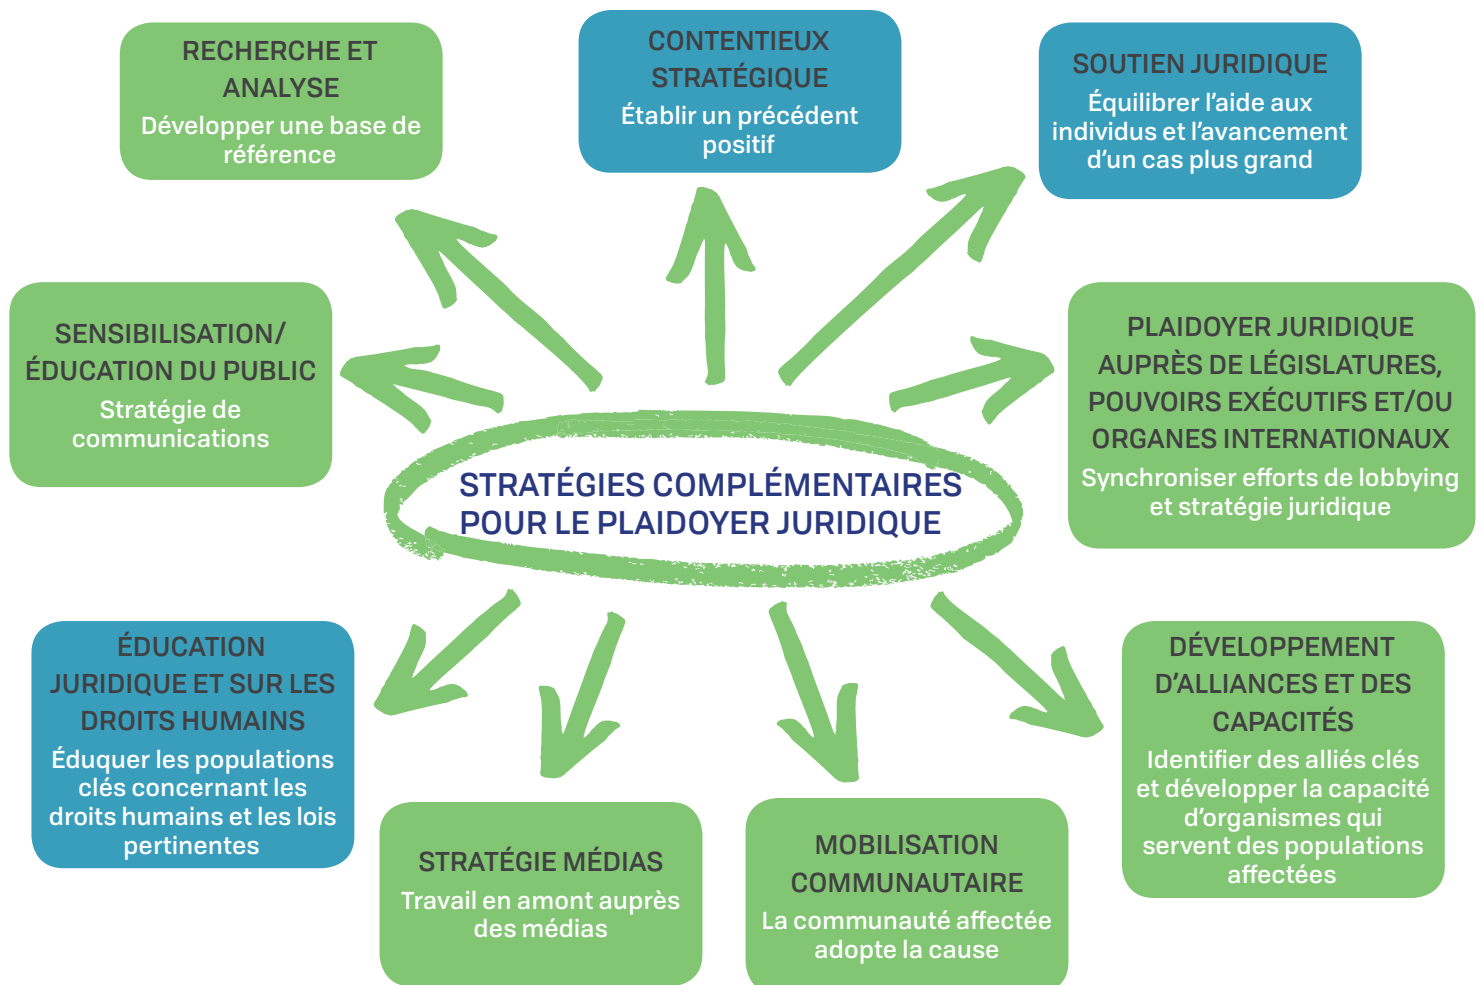 RECHERCHE ET
ANALYSE
Développer une base de
référence
CONTENTIEUX
STRATÉGIQUE
Établir un précédent
positif
SOUTIEN JURIDIQUE
Équilibrer l’aide aux
individus et l’avancement
d’un cas plus grand
SENSIBILISATION/
ÉDUCATION DU PUBLIC
Stratégie de
communications
PLAIDOYER JURIDIQUE
AUPRÈS DE LÉGISLATURES,
POUVOIRS EXÉCUTIFS ET/OU
ORGANES INTERNATIONAUX
Synchroniser efforts de lobbying
et stratégie juridique
STRATÉGIES COMPLÉMENTAIRES
POUR LE PLAIDOYER JURIDIQUE
ÉDUCATION
JURIDIQUE ET SUR LES
DROITS HUMAINS
Éduquer les populations
clés concernant les
droits humains et les lois
pertinentes
STRATÉGIE MÉDIAS
Travail en amont auprès
des médias
MOBILISATION
COMMUNAUTAIRE
La communauté affectée
adopte la cause
DÉVELOPPEMENT
D’ALLIANCES ET DES
CAPACITÉS
Identifier des alliés clés
et développer la capacité
d’organismes qui
servent des populations
affectées